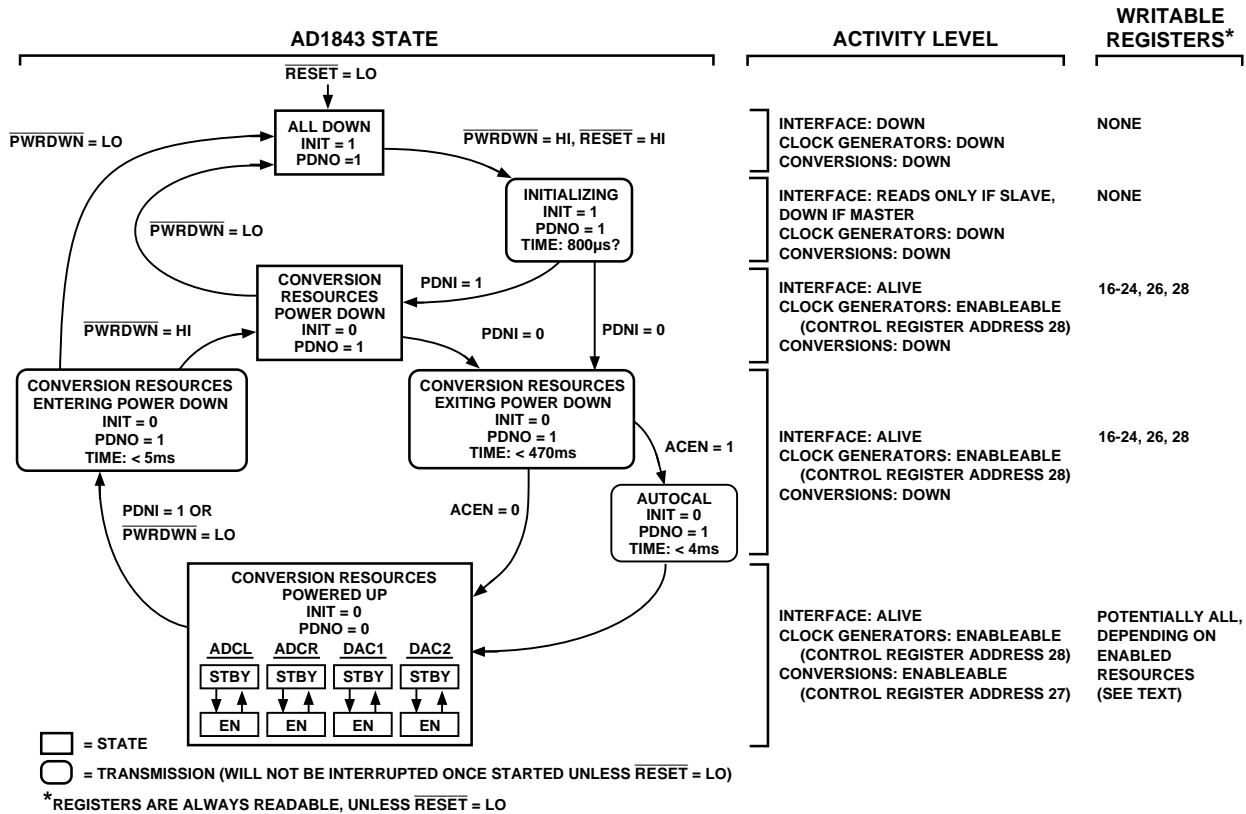 AD1843 STATE
ACTIVITY LEVEL
WRITABLE
REGISTERS*
RESET = LO
ALL DOWN
INIT = 1
PDNO =1
PWRDWN = LO
PWRDWN = HI, RESET = HI
INTERFACE: DOWN
CLOCK GENERATORS: DOWN
CONVERSIONS: DOWN
NONE
INITIALIZING
INIT = 1
PDNO = 1
TIME: 800µs?
PWRDWN = LO
INTERFACE: READS ONLY IF SLAVE,
DOWN IF MASTER
CLOCK GENERATORS: DOWN
CONVERSIONS: DOWN
NONE
CONVERSION
RESOURCES
POWER DOWN
INIT = 0
PDNO = 1
PDNI = 1
PWRDWN = HI
PDNI = 0
PDNI = 0
INTERFACE: ALIVE
CLOCK GENERATORS: ENABLEABLE
(CONTROL REGISTER ADDRESS 28)
CONVERSIONS: DOWN
16-24, 26, 28
CONVERSION RESOURCES
ENTERING POWER DOWN
INIT = 0
PDNO = 1
TIME: < 5ms
CONVERSION RESOURCES
EXITING POWER DOWN
INIT = 0
PDNO = 1
TIME: < 470ms
ACEN = 1
INTERFACE: ALIVE
CLOCK GENERATORS: ENABLEABLE
(CONTROL REGISTER ADDRESS 28)
CONVERSIONS: DOWN
16-24, 26, 28
PDNI = 1 OR
PWRDWN = LO
ACEN = 0
AUTOCAL
INIT = 0
PDNO = 1
TIME: < 4ms
CONVERSION RESOURCES
POWERED UP
INIT = 0
PDNO = 0
ADCL ADCR DAC1 DAC2
STBY STBY STBY STBY
EN EN EN EN
INTERFACE: ALIVE
CLOCK GENERATORS: ENABLEABLE
(CONTROL REGISTER ADDRESS 28)
CONVERSIONS: ENABLEABLE
(CONTROL REGISTER ADDRESS 27)
POTENTIALLY ALL,
DEPENDING ON
ENABLED
RESOURCES
(SEE TEXT)
= STATE
= TRANSMISSION (WILL NOT BE INTERRUPTED ONCE STARTED UNLESS RESET = LO)
*REGISTERS ARE ALWAYS READABLE, UNLESS RESET = LO